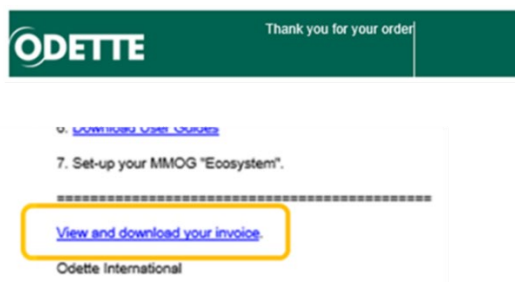 ODETTE
Thank you for your order
6. Download User Guides
7. Set-up your MMOG "Ecosystem".
==============================================
View and download your invoice.
Odette International